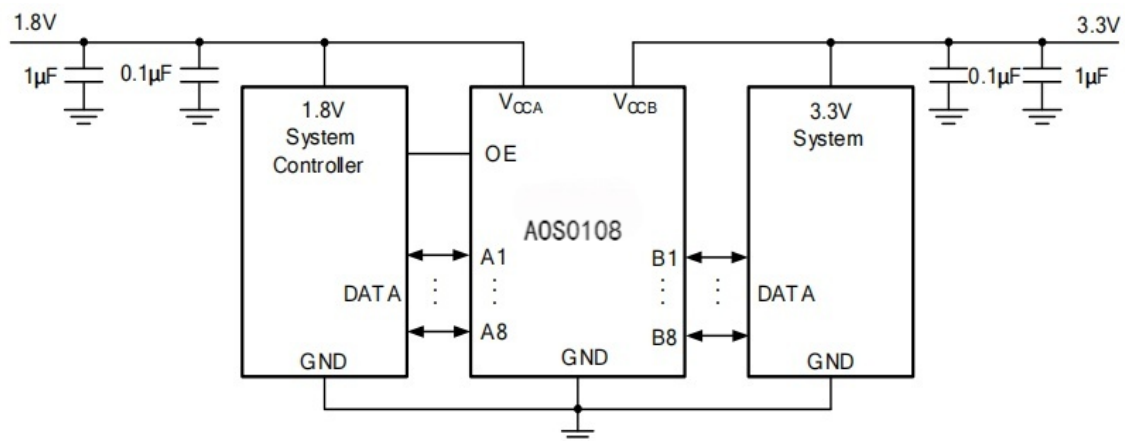 1.8V
3.3V
1μF
0.1μF
0.1μF
1μF
1.8V
System
Controller
VCCA
VCCB
3.3V
System
OE
AOS0108
A1
B1
DATA
DATA
A8
B8
GND
GND
GND